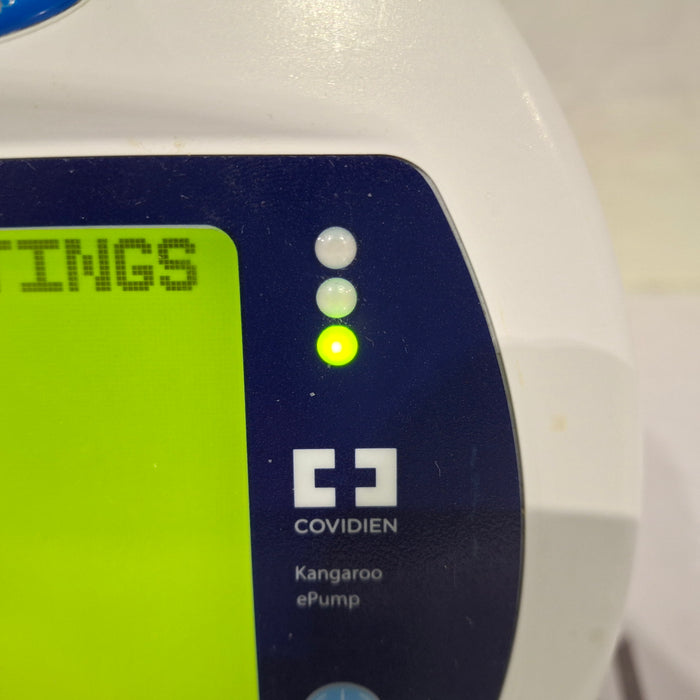 TINGS
COVIDIEN
Kangaroo
ePump